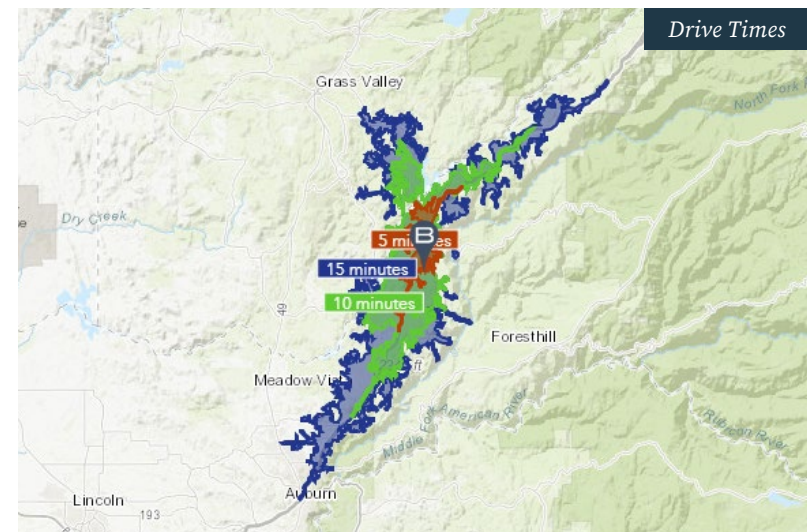 Drive Times
Grass Valley
North Fork
Dry Creek
B
5 minutes
15 minutes
10 minutes
49
Foresthill
Meadow Vis
Middle Fork American River
Rubicon River
Lincoln
193
Auburn